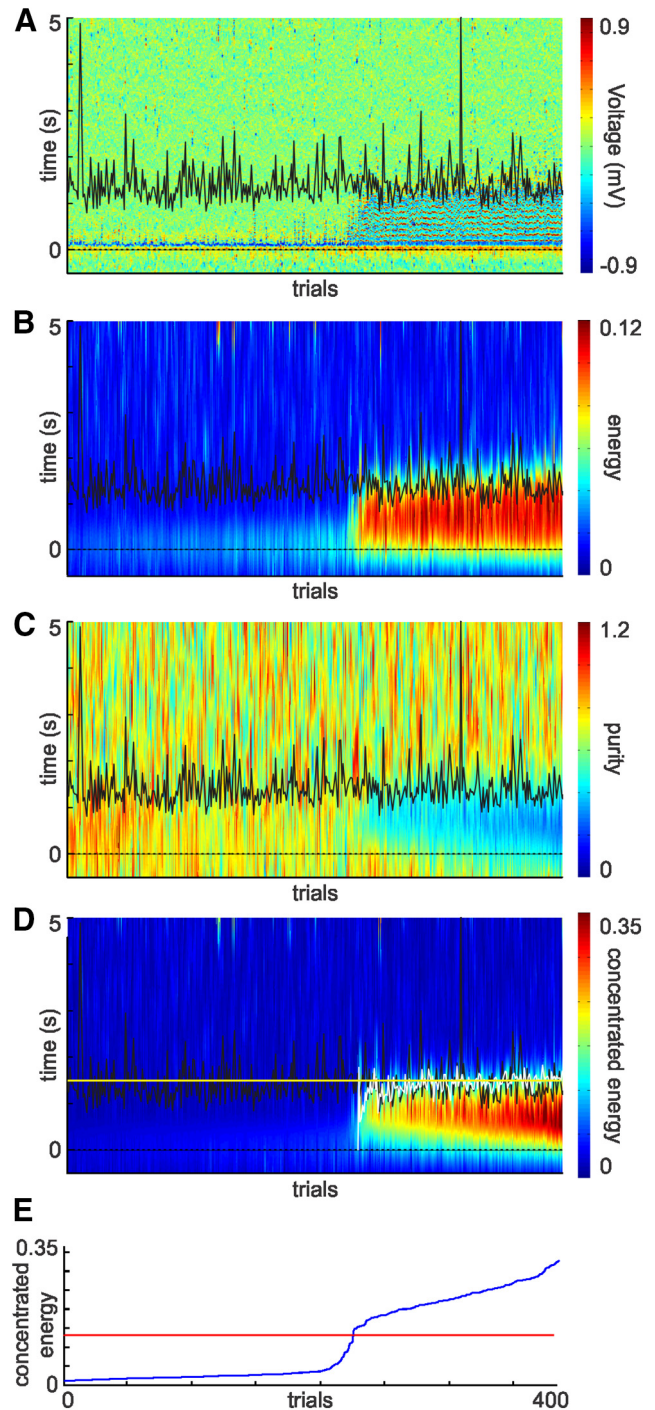 A
5
time (s)
0
trials
0.9
Voltage (mV)
-0.9
B
5
time (s)
0
trials
0.12
energy
0
C
5
time (s)
0
trials
1.2
purity
0
D
5
time (s)
0
trials
0.35
concentrated energy
0
E
0.35
concentrated
energy
0
0
trials
400